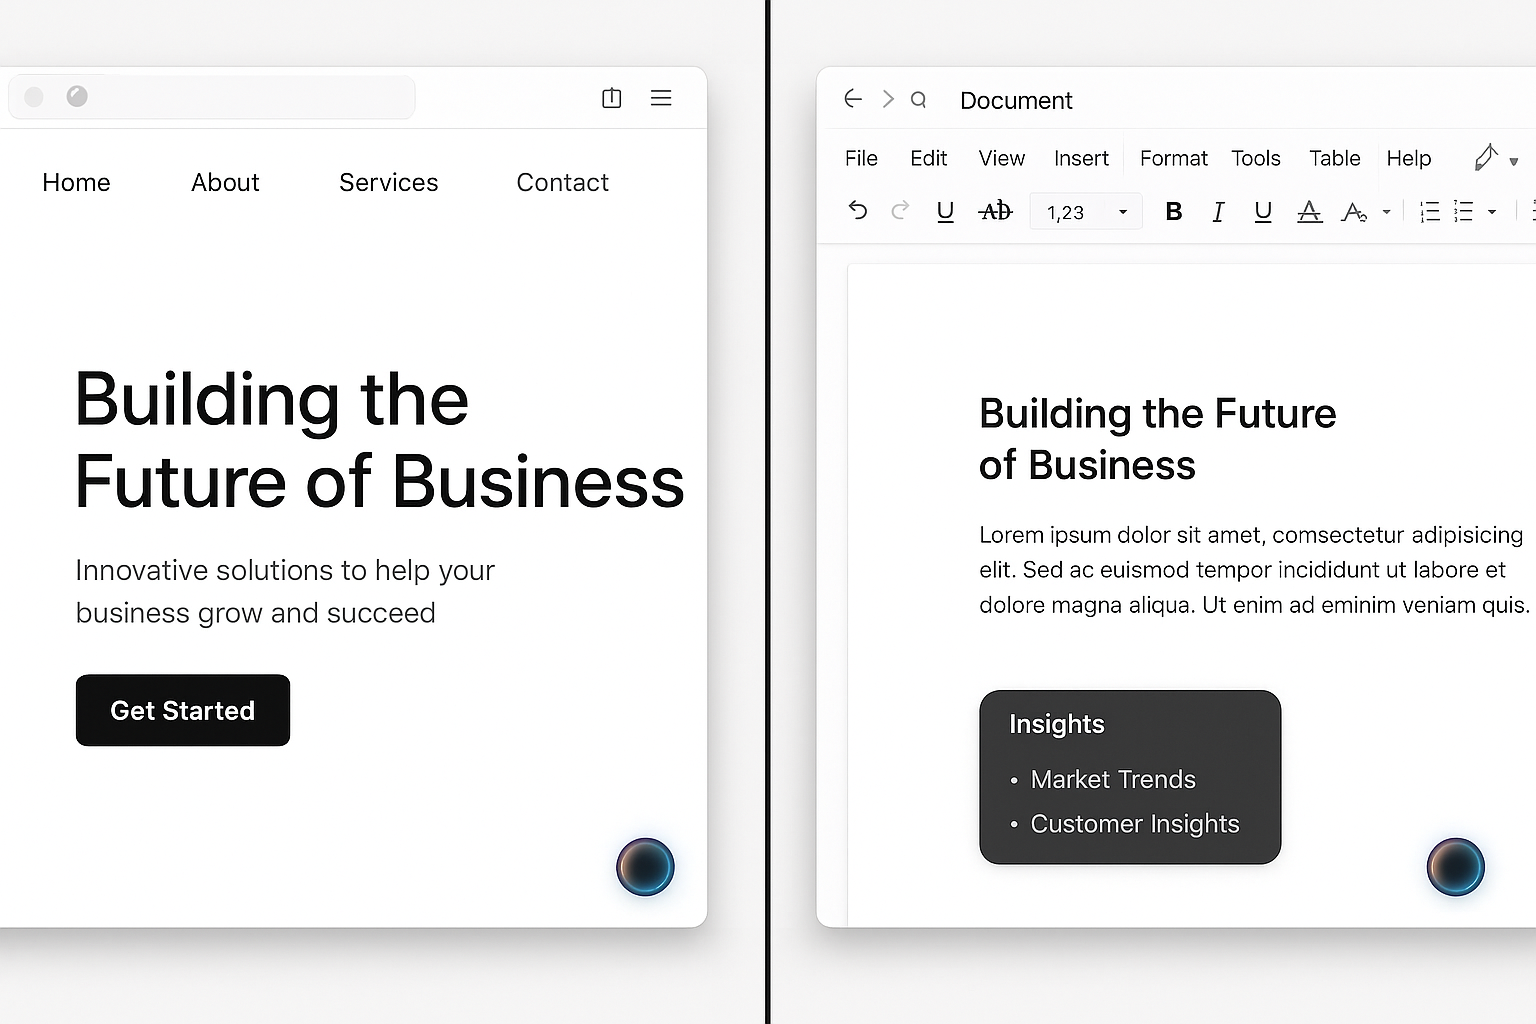 Home About Services Contact
Building the
Future of Business
Innovative solutions to help your
business grow and succeed
Get Started
Document
File Edit View Insert Format Tools Table Help
U Ab 1,23 B I U A A
Building the Future
of Business
Lorem ipsum dolor sit amet, comsectetur adipisicing
elit. Sed ac euismod tempor incididunt ut labore et
dolore magna aliqua. Ut enim ad eminim veniam quis.
Insights
• Market Trends
• Customer Insights